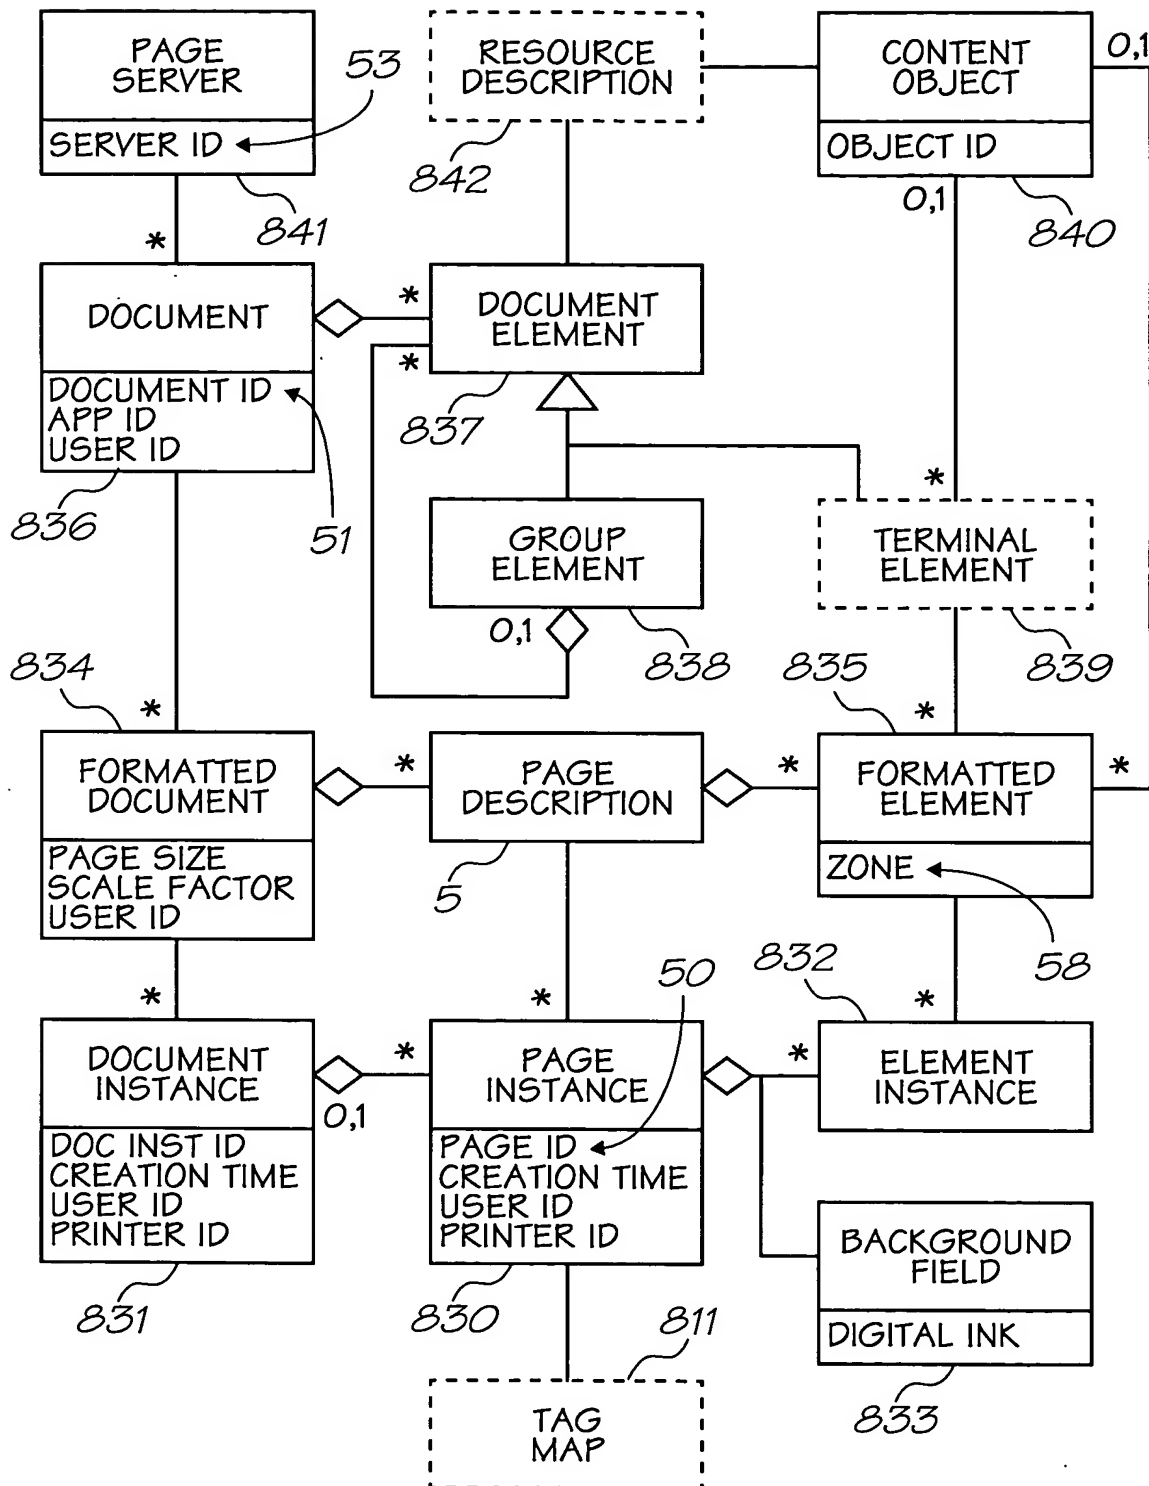 PAGE
SERVER
SERVER ID
53
841
RESOURCE
DESCRIPTION
842
CONTENT
OBJECT
OBJECT ID
840
0,1
0,1
*
DOCUMENT
DOCUMENT ID
APP ID
USER ID
836
51
*
*
DOCUMENT
ELEMENT
837
GROUP
ELEMENT
0,1
838
*
TERMINAL
ELEMENT
839
834
*
FORMATTED
DOCUMENT
PAGE SIZE
SCALE FACTOR
USER ID
*
PAGE
DESCRIPTION
5
835
*
*
*
FORMATTED
ELEMENT
ZONE
58
*
DOCUMENT
INSTANCE
0,1
DOC INST ID
CREATION TIME
USER ID
PRINTER ID
831
50
*
*
PAGE
INSTANCE
PAGE ID
CREATION TIME
USER ID
PRINTER ID
830
832
*
*
ELEMENT
INSTANCE
BACKGROUND
FIELD
DIGITAL INK
833
811
TAG
MAP